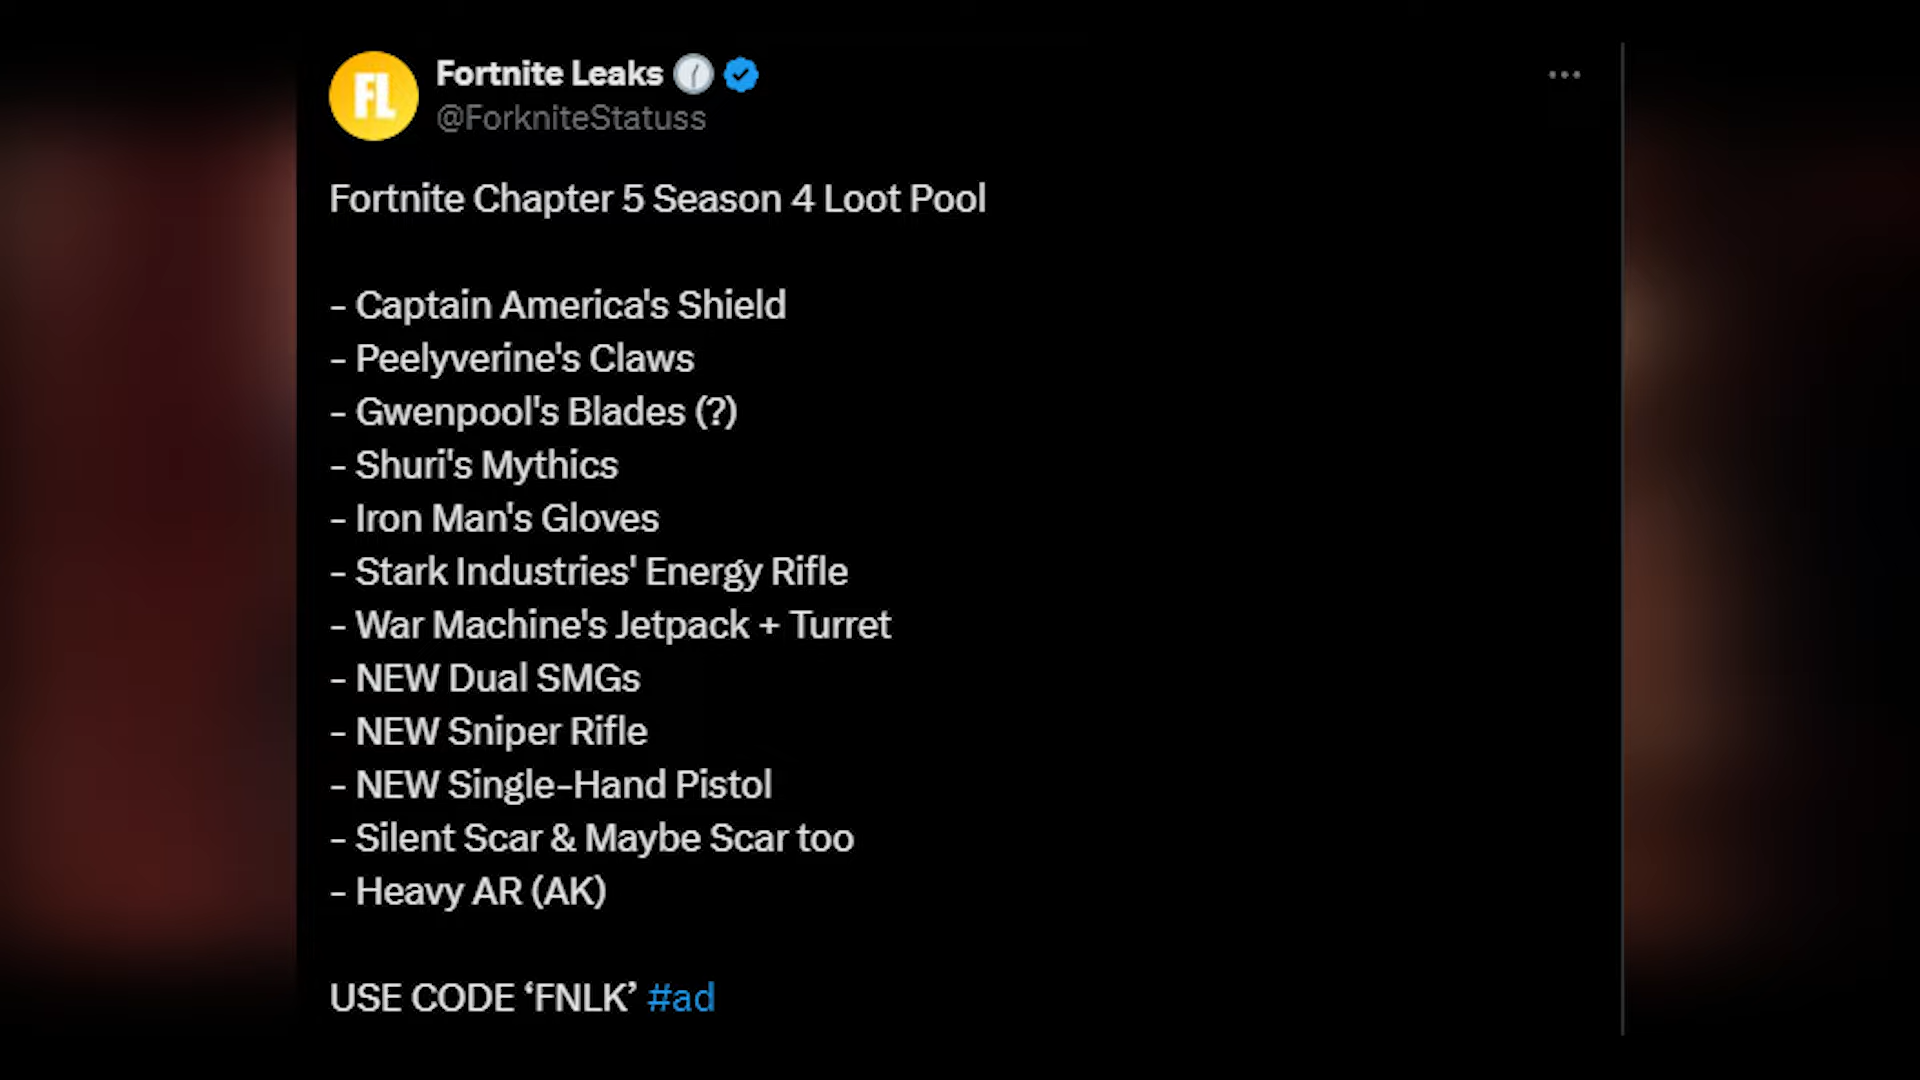 FL
Fortnite Leaks
@ForkniteStatuss
Fortnite Chapter 5 Season 4 Loot Pool
- Captain America's Shield
- Peelyverine's Claws
- Gwenpool's Blades (?)
- Shuri's Mythics
- Iron Man's Gloves
- Stark Industries' Energy Rifle
- War Machine's Jetpack + Turret
- NEW Dual SMGs
- NEW Sniper Rifle
- NEW Single-Hand Pistol
- Silent Scar & Maybe Scar too
- Heavy AR (AK)
USE CODE ‘FNLK’ #ad